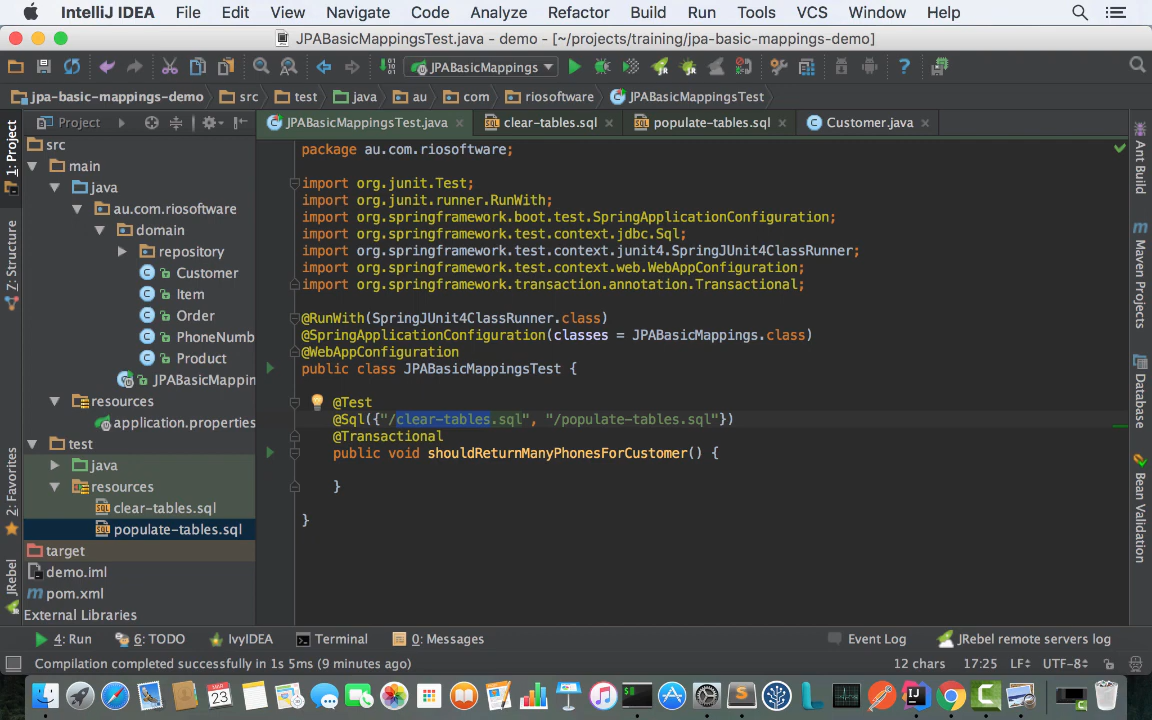 IntelliJ IDEA File Edit View Navigate Code Analyze Refactor Build Run Tools VCS Window Help
JPABasicMappingsTest.java - demo - [~/projects/training/jpa-basic-mappings-demo]
JPABasicMappings
jpa-basic-mappings-demo src test java au com riosoftware JPABasicMappingsTest
Project
JPABasicMappingsTest.java clear-tables.sql populate-tables.sql Customer.java
src
main
java
au.com.riosoftware
domain
repository
Customer
Item
Order
PhoneNumb
Product
JPABasicMappin
resources
application.properties
test
java
resources
clear-tables.sql
populate-tables.sql
target
demo.iml
pom.xml
External Libraries
1: Project
Z: Structure
2: Favorites
JRebel
package au.com.riosoftware;
import org.junit.Test;
import org.junit.runner.RunWith;
import org.springframework.boot.test.SpringApplicationConfiguration;
import org.springframework.test.context.jdbc.Sql;
import org.springframework.test.context.junit4.SpringJUnit4ClassRunner;
import org.springframework.test.context.web.WebAppConfiguration;
import org.springframework.transaction.annotation.Transactional;
@RunWith(SpringJUnit4ClassRunner.class)
@SpringApplicationConfiguration(classes = JPABasicMappings.class)
@WebAppConfiguration
public class JPABasicMappingsTest {
@Test
@Sql({"/clear-tables.sql", "/populate-tables.sql"})
@Transactional
public void shouldReturnManyPhonesForCustomer() {
}
}
Ant Build
Maven Projects
Database
Bean Validation
4: Run 6: TODO IvyIDEA Terminal 0: Messages Event Log JRebel remote servers log
Compilation completed successfully in 1s 5ms (9 minutes ago) 12 chars 17:25 LF UTF-8
23